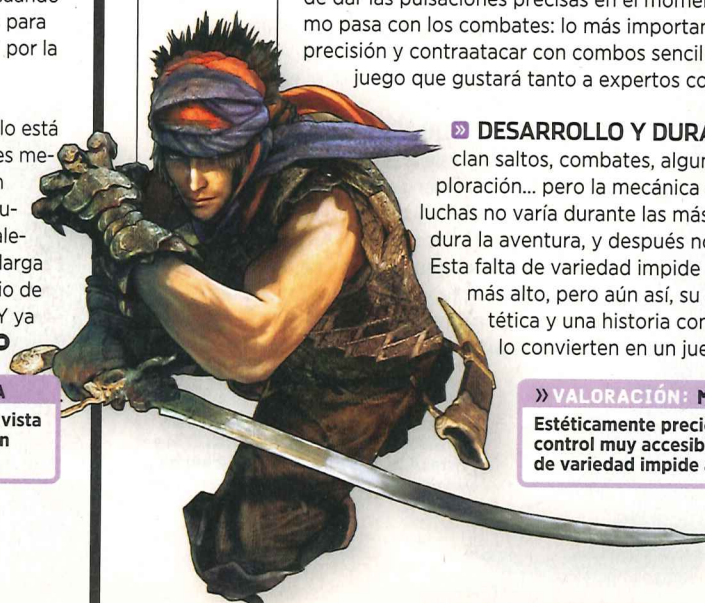 para
por la
lo está
es me-
n
u-
ale-
larga
io de
Y ya
A
vista
n
de dar las pulsaciones precisas en el momen
mo pasa con los combates: lo más importan
precisión y contraatacar con combos sencil
juego que gustará tanto a expertos co
» DESARROLLO Y DURA
clan saltos, combates, algun
ploración... pero la mecánica
luchas no varía durante las más
dura la aventura, y después no
Esta falta de variedad impide
más alto, pero aún así, su
tética y una historia con
lo convierten en un jue
» VALORACIÓN: M
Estéticamente precio
control muy accesib
de variedad impide